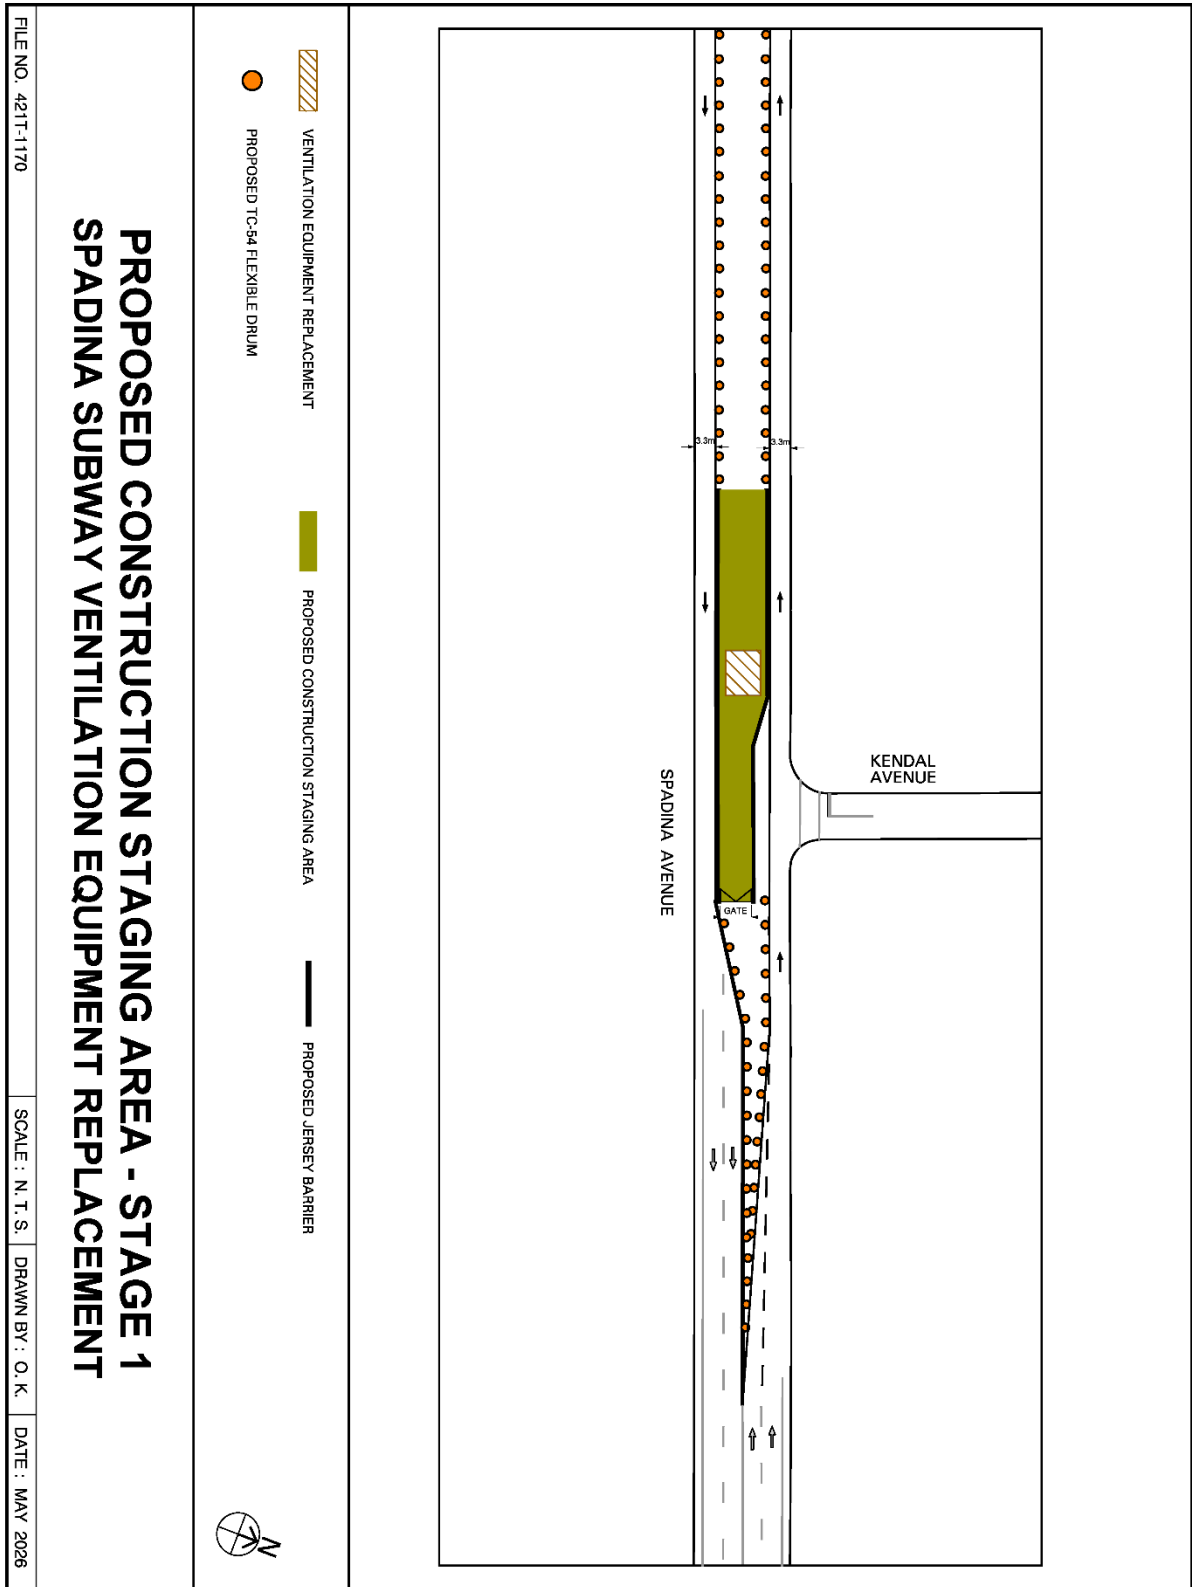 KENDAL
AVENUE
SPADINA AVENUE
3.3m
3.3m
GATE
VENTILATION EQUIPMENT REPLACEMENT
PROPOSED CONSTRUCTION STAGING AREA
PROPOSED JERSEY BARRIER
PROPOSED TC-54 FLEXIBLE DRUM
N
PROPOSED CONSTRUCTION STAGING AREA - STAGE 1
SPADINA SUBWAY VENTILATION EQUIPMENT REPLACEMENT
FILE NO. 421T-1170
SCALE : N. T. S.
DRAWN BY : O. K.
DATE : MAY 2026